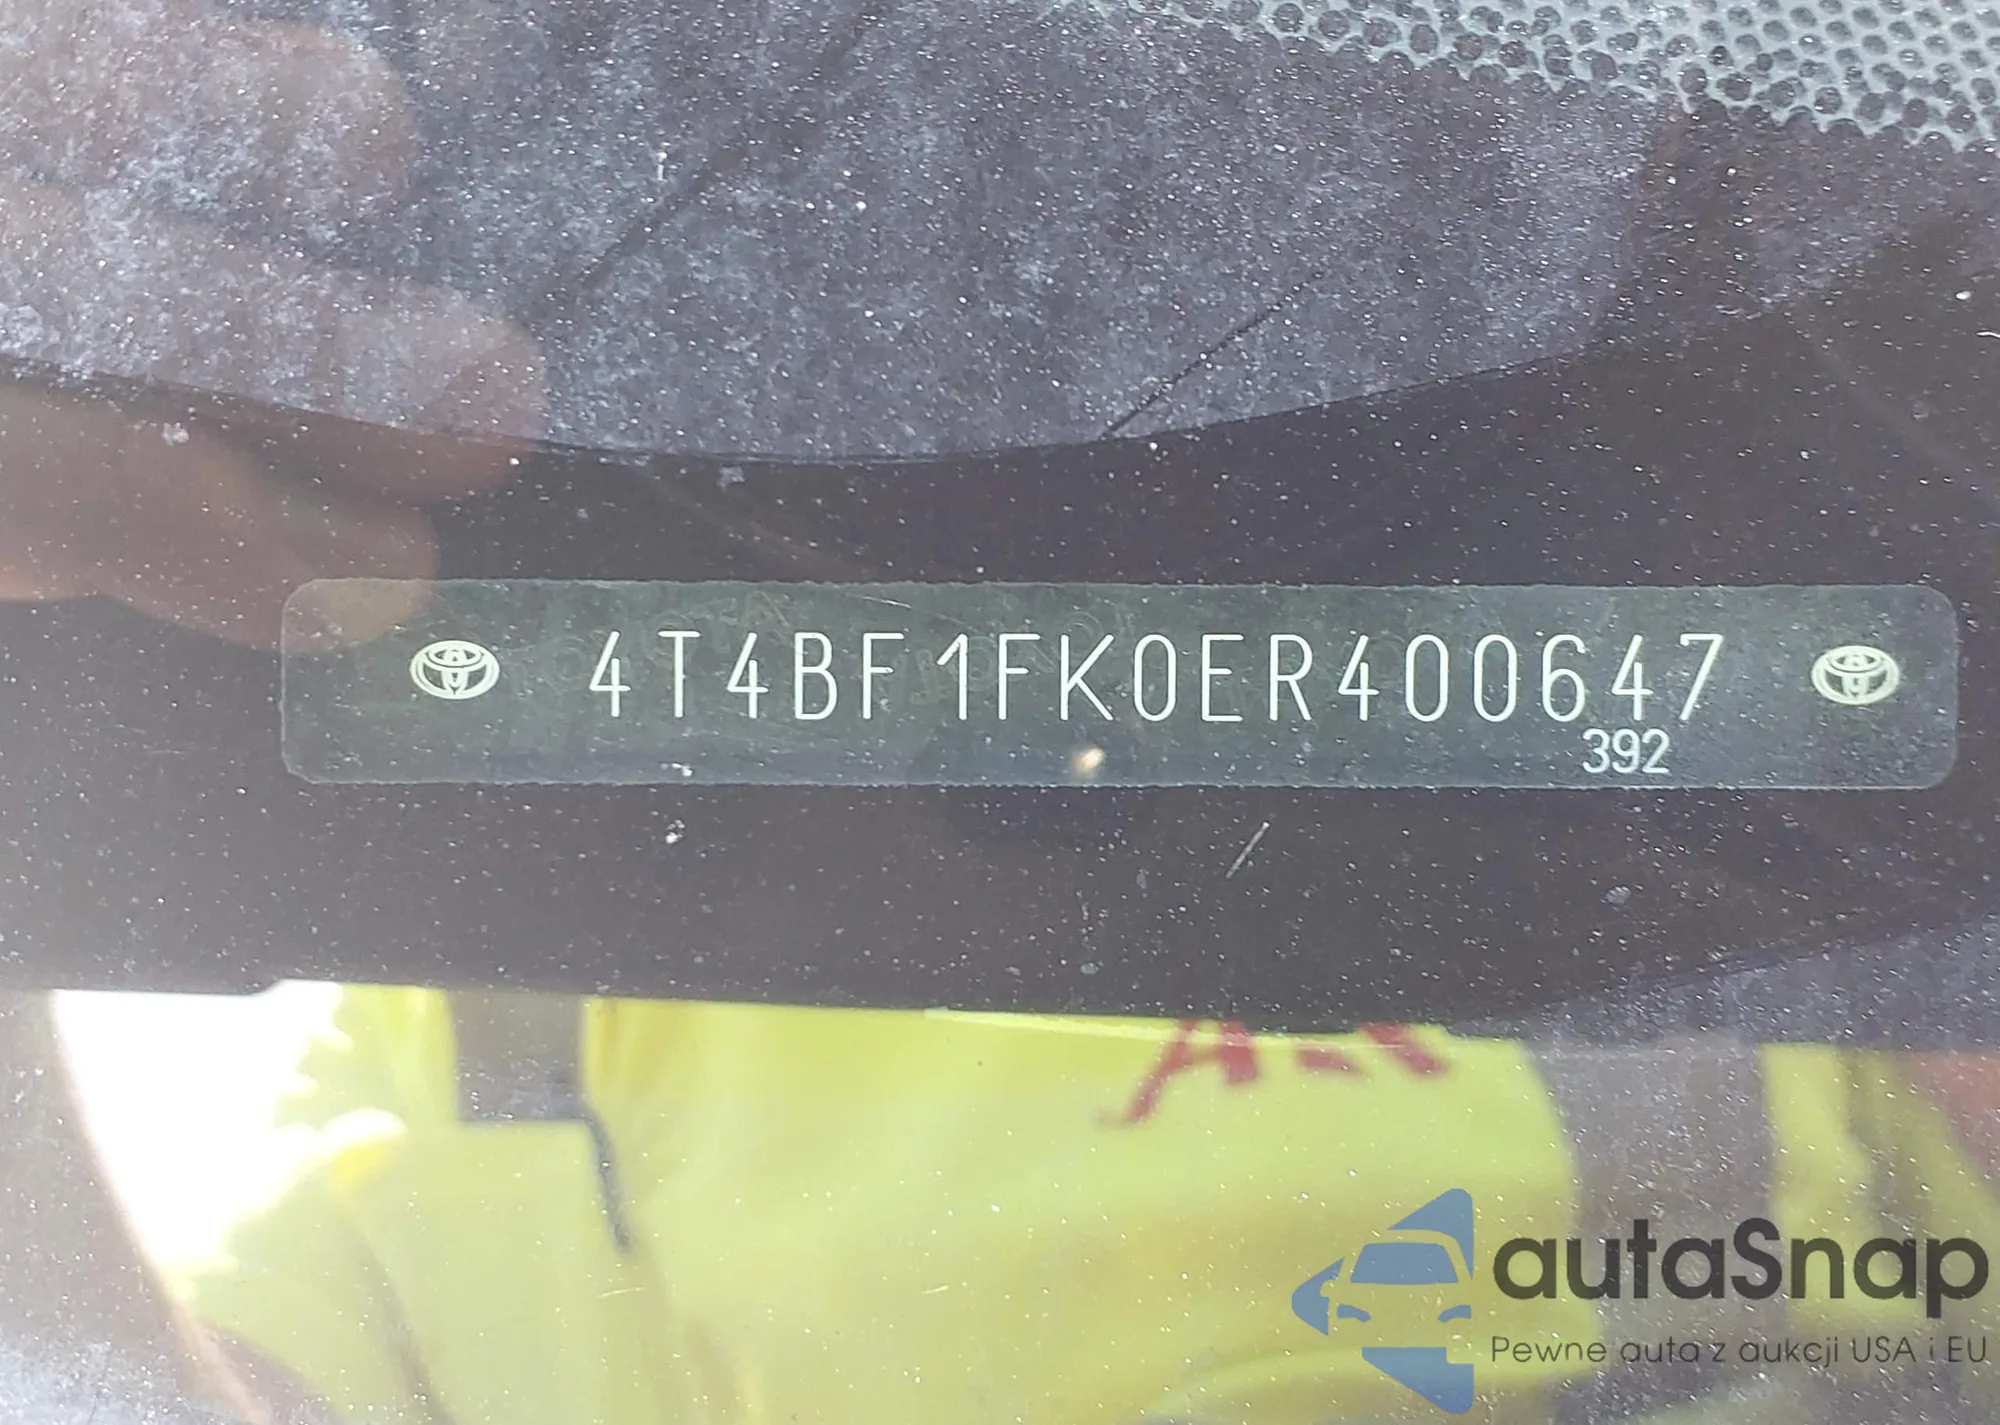 4T4BF1FK0ER400647
392
autaSnap
Pewne auta z aukcji USA i EU